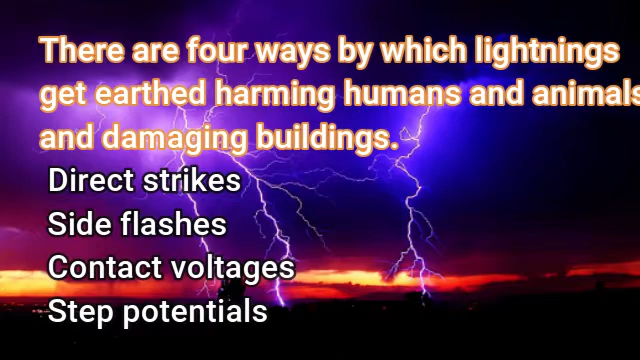 There are four ways by which lightnings
get earthed harming humans and animals
and damaging buildings.
Direct strikes
Side flashes
Contact voltages
Step potentials